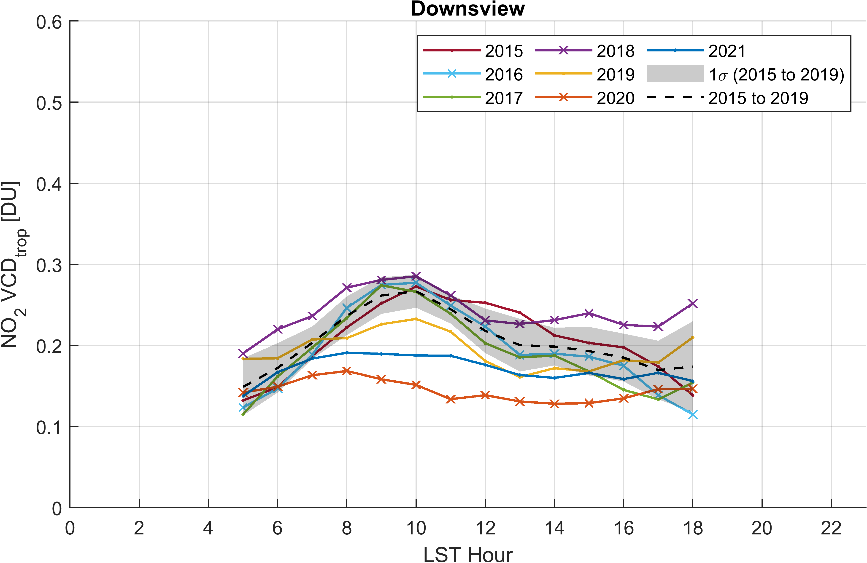 Downsview
0.6
0.5
0.4
0.3
0.2
0.1
0
NO2 VCDtrop [DU]
2015
2018
2021
2016
2019
1σ (2015 to 2019)
2017
2020
2015 to 2019
0 2 4 6 8 10 12 14 16 18 20 22
LST Hour